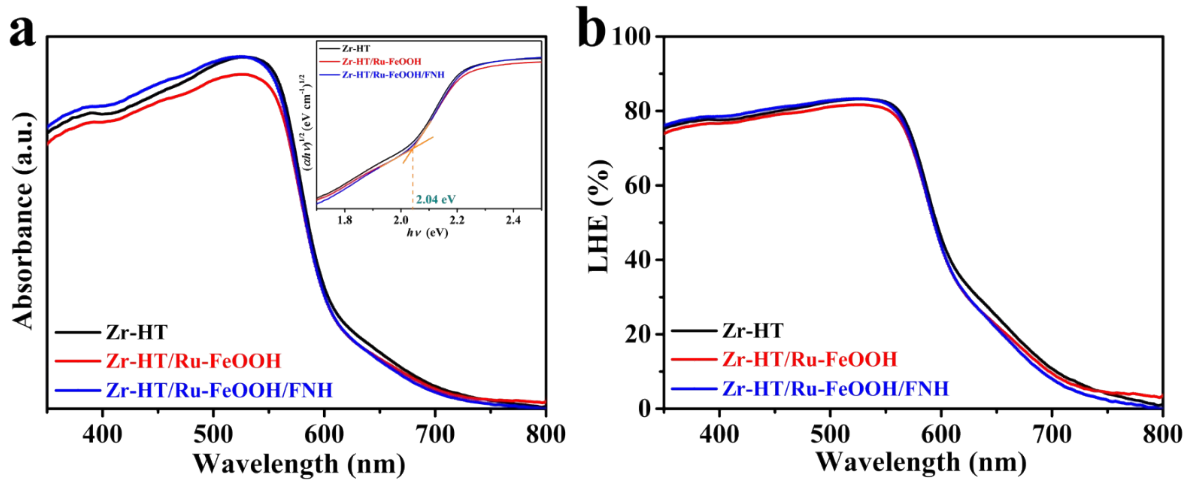 a
Absorbance (a.u.)
Zr-HT
Zr-HT/Ru-FeOOH
Zr-HT/Ru-FeOOH/FNH
400 500 600 700 800
Wavelength (nm)
Zr-HT
Zr-HT/Ru-FeOOH
Zr-HT/Ru-FeOOH/FNH
(αhν)^1/2 (eV cm⁻¹)^1/2
2.04 eV
1.8 2.0 2.2 2.4
hν (eV)
b
LHE (%)
100
80
60
40
20
0
Zr-HT
Zr-HT/Ru-FeOOH
Zr-HT/Ru-FeOOH/FNH
400 500 600 700 800
Wavelength (nm)